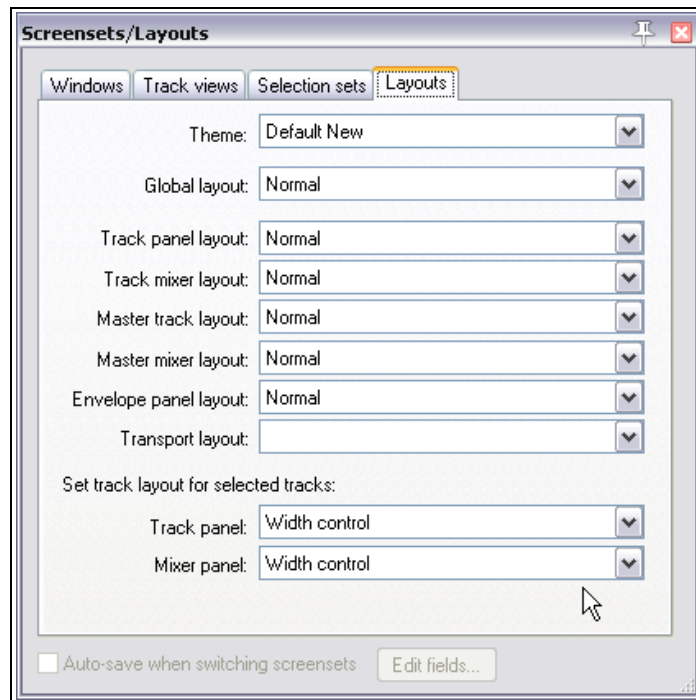 Screensets/Layouts
Windows Track views Selection sets Layouts
Theme: Default New
Global layout: Normal
Track panel layout: Normal
Track mixer layout: Normal
Master track layout: Normal
Master mixer layout: Normal
Envelope panel layout: Normal
Transport layout:
Set track layout for selected tracks:
Track panel: Width control
Mixer panel: Width control
Auto-save when switching screensets Edit fields...